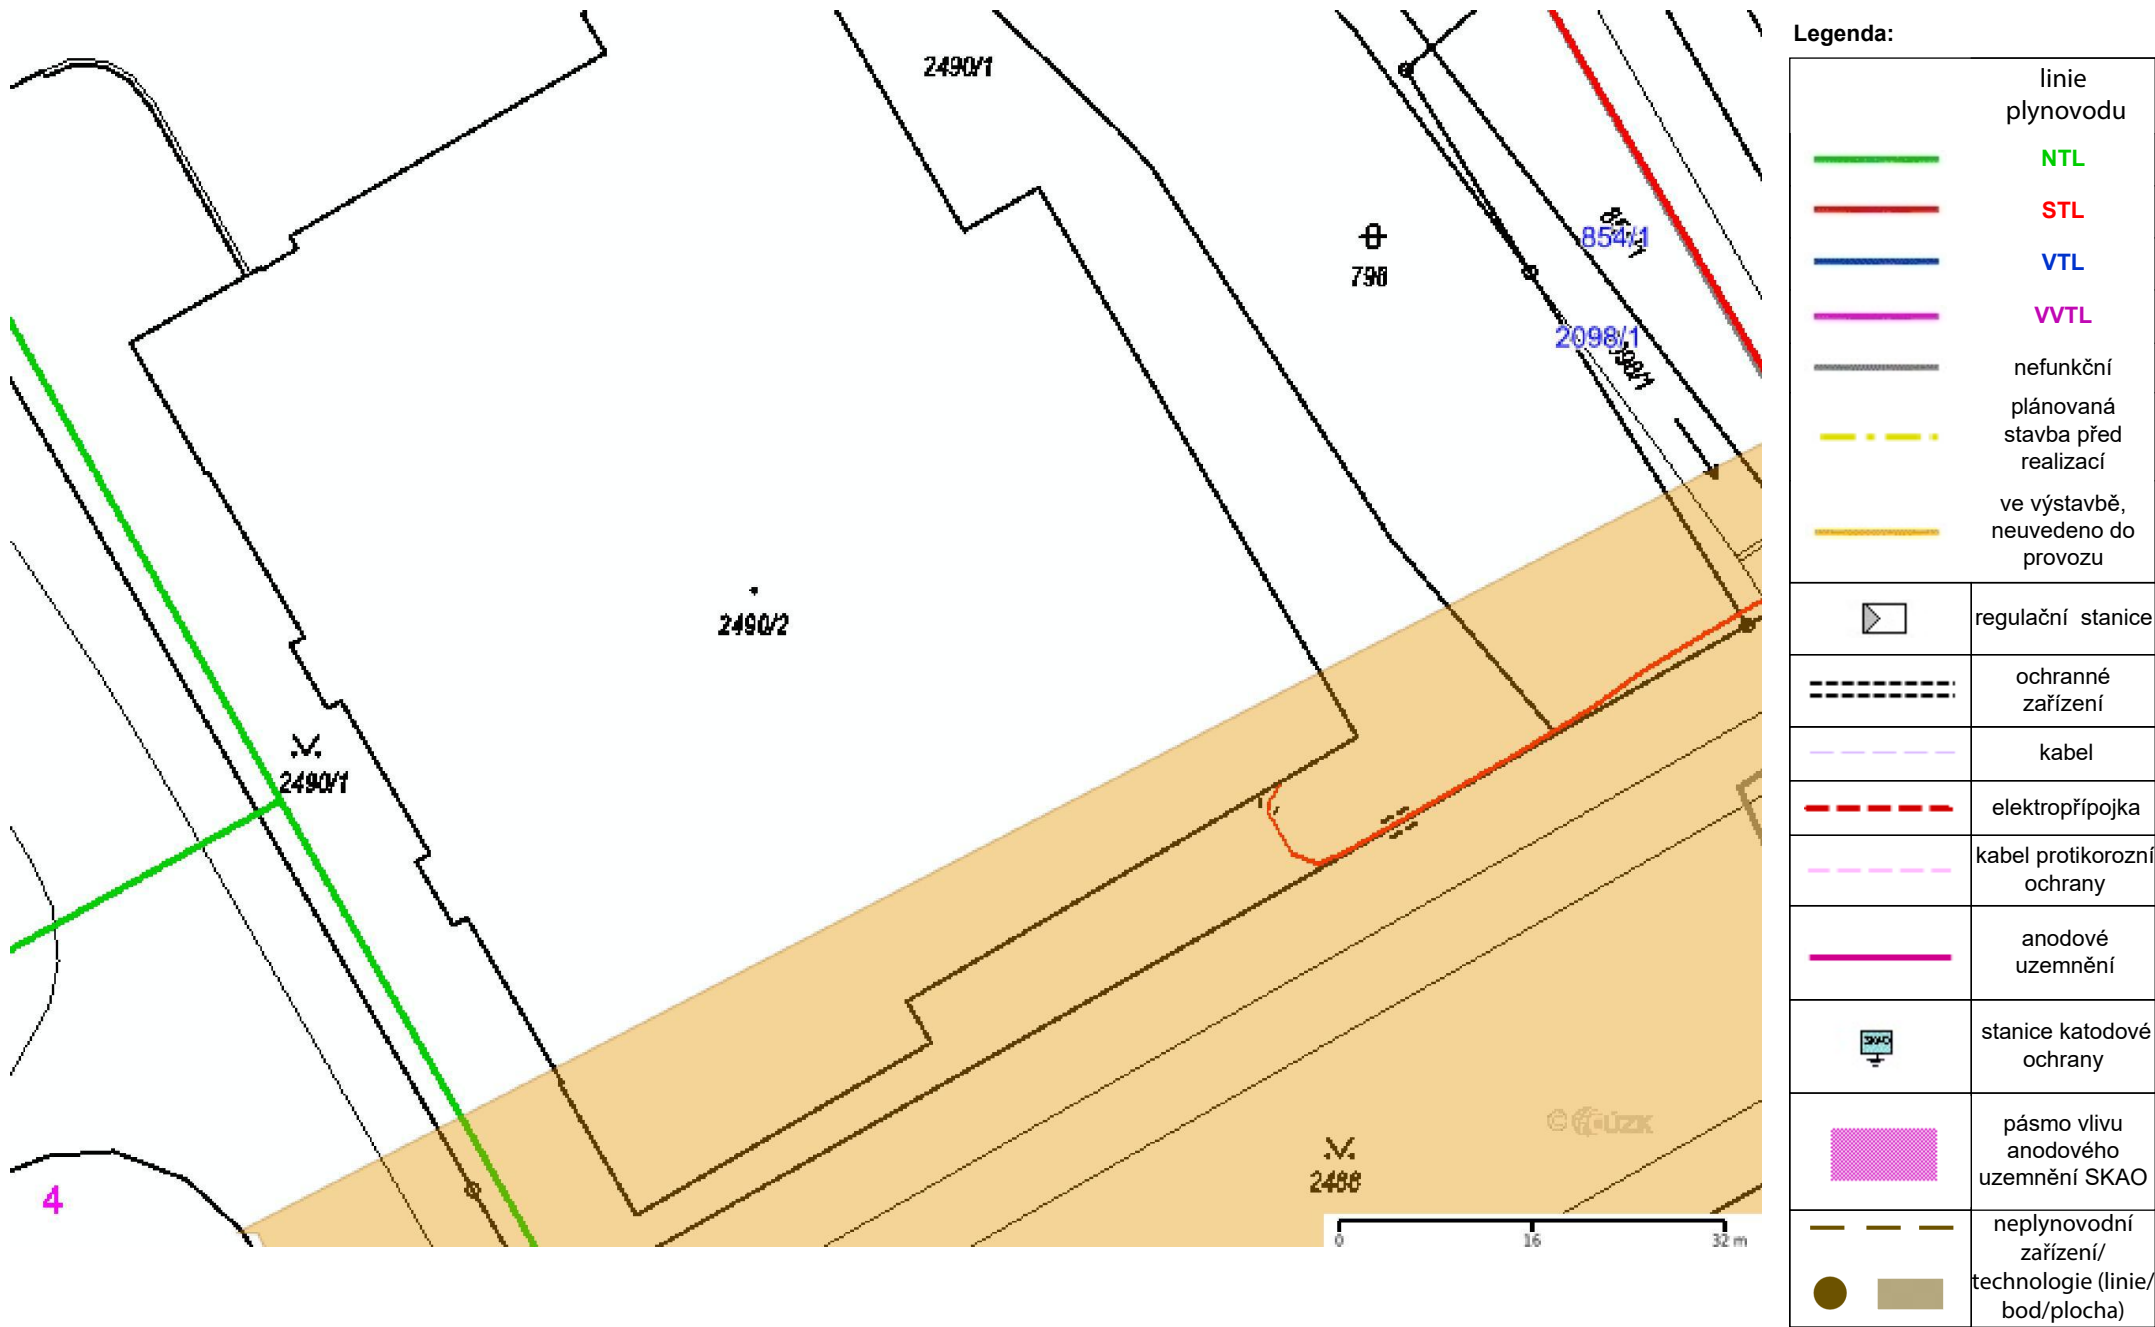 2490/1
798
854/1
2098/1
2490/2
2490/1
2488
4
0 16 32 m
Legenda:
linie
plynovodu
NTL
STL
VTL
VVTL
nefunkční
plánovaná
stavba před
realizací
ve výstavbě,
neuvedeno do
provozu
regulační stanice
ochranné
zařízení
kabel
elektropřípojka
kabel protikorozní
ochrany
anodové
uzemnění
SKAO
stanice katodové
ochrany
pásmo vlivu
anodového
uzemnění SKAO
neplynovodní
zařízení/
technologie (linie/
bod/plocha)